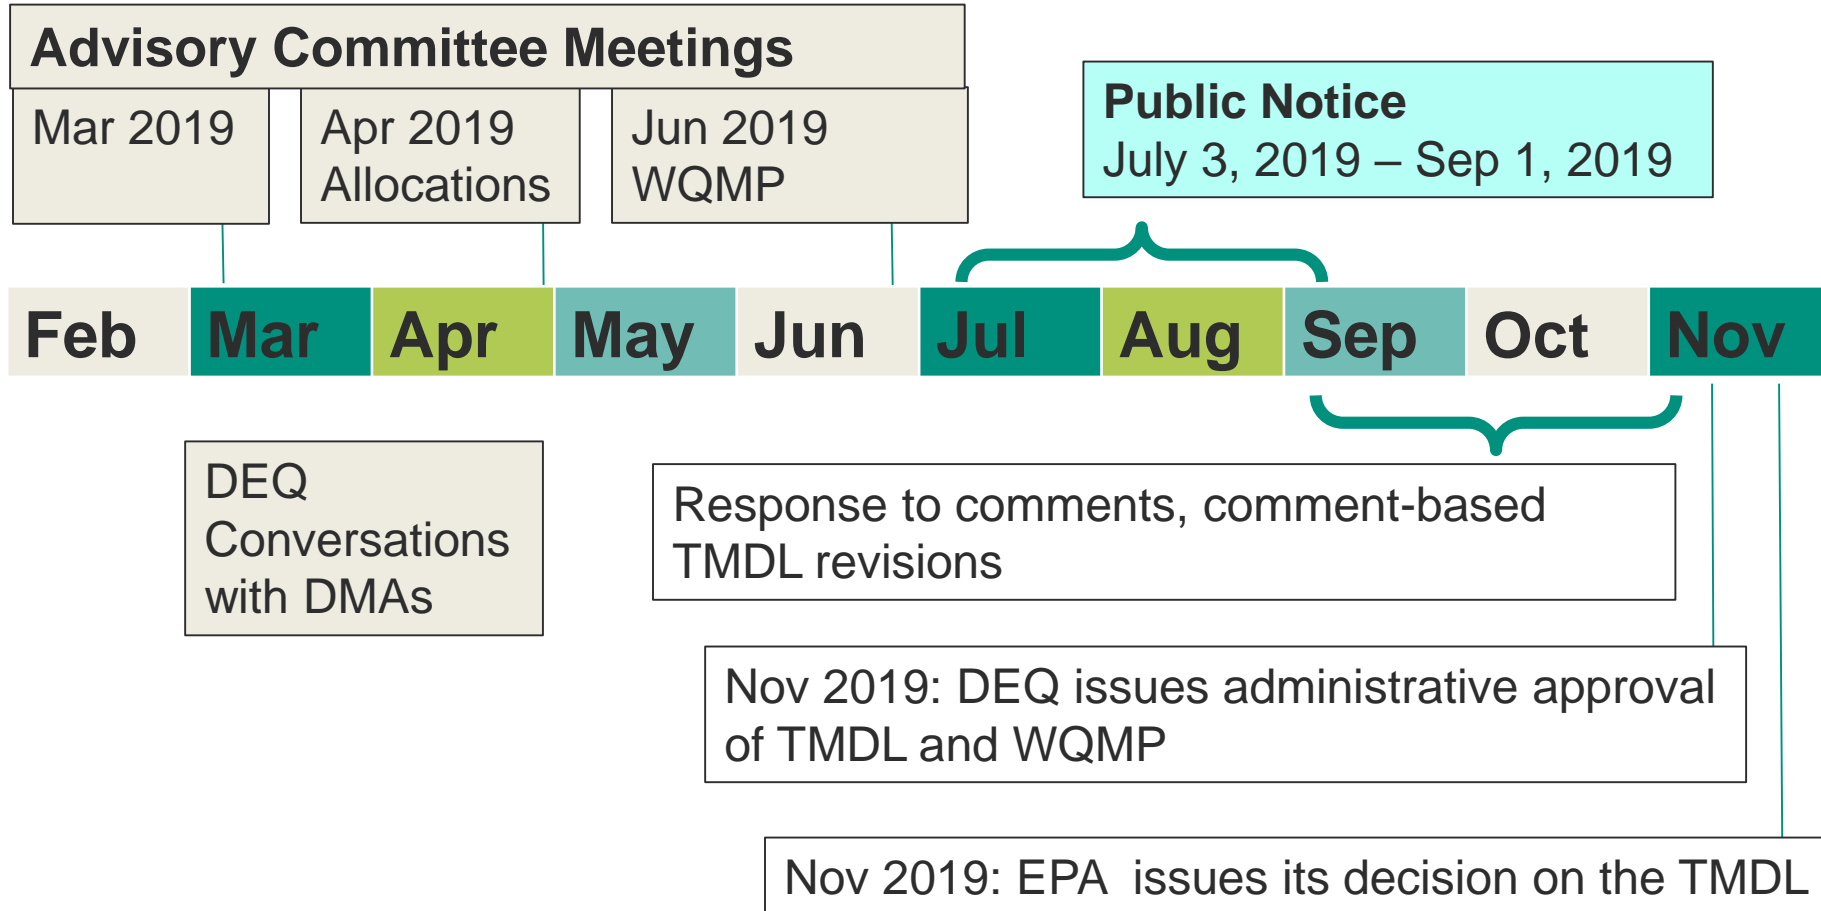 Advisory Committee Meetings
Mar 2019
Apr 2019
Allocations
Jun 2019
WQMP
Public Notice
July 3, 2019 – Sep 1, 2019
Feb Mar Apr May Jun Jul Aug Sep Oct Nov
DEQ
Conversations
with DMAs
Response to comments, comment-based
TMDL revisions
Nov 2019: DEQ issues administrative approval
of TMDL and WQMP
Nov 2019: EPA issues its decision on the TMDL